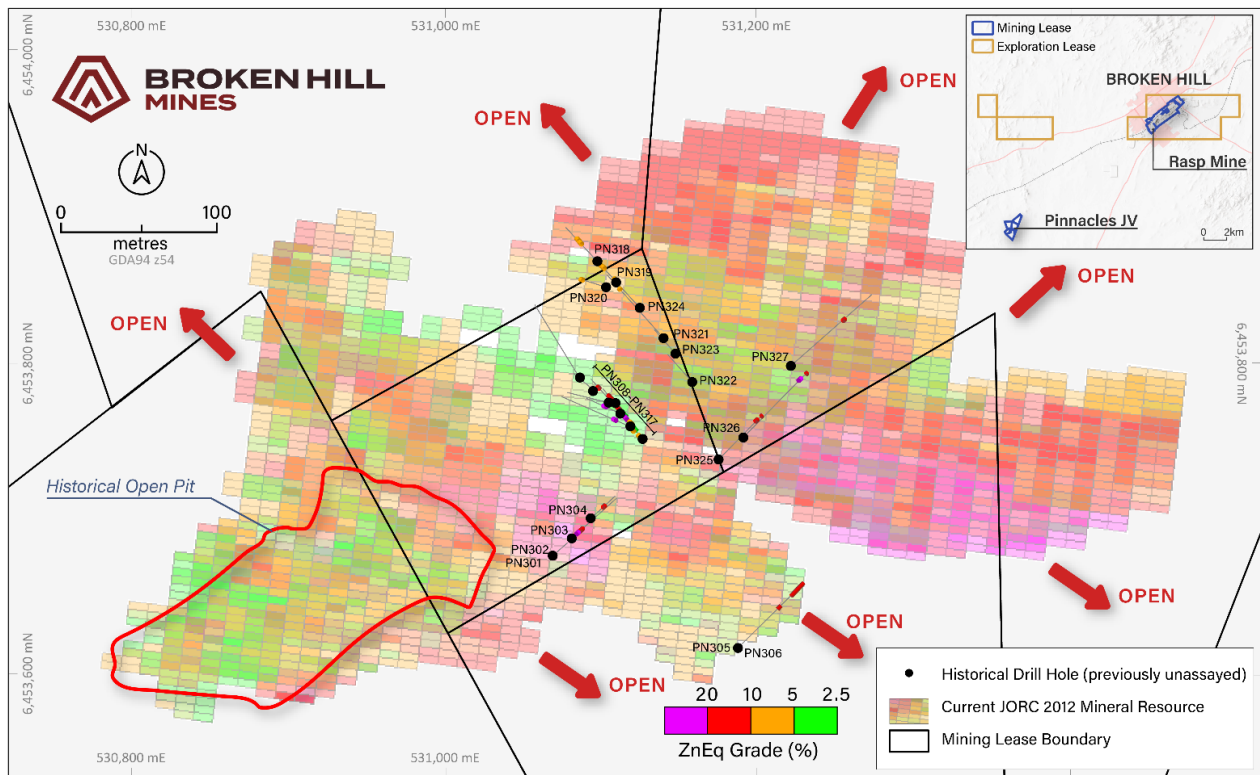 530,800 mE
531,000 mE
531,200 mE
6,454,000 mN
BROKEN HILL
MINES
N
0
100
metres
GDA94 z54
OPEN
OPEN
Mining Lease
Exploration Lease
BROKEN HILL
Rasp Mine
Pinnacles JV
0
2km
OPEN
OPEN
6,453,800 mN
6,453,800 mN
PN318
PN319
PN320
PN324
PN321
PN323
PN322
PN327
PN308-PN317
PN326
PN325
Historical Open Pit
PN304
PN303
PN302
PN301
OPEN
OPEN
PN305
PN306
OPEN
6,453,600 mN
20
10
5
2.5
ZnEq Grade (%)
Historical Drill Hole (previously unassayed)
Current JORC 2012 Mineral Resource
Mining Lease Boundary
530,800 mE
531,000 mE
531,200 mE